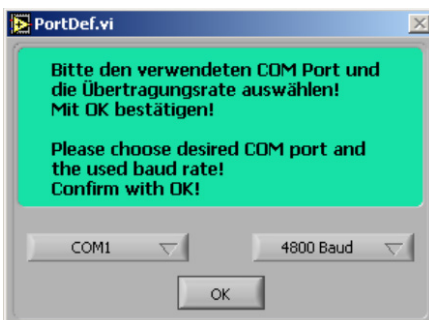 PortDef.vi
Bitte den verwendeten COM Port und
die Übertragungsrate auswählen!
Mit OK bestätigen!
Please choose desired COM port and
the used baud rate!
Confirm with OK!
COM1 4800 Baud
OK